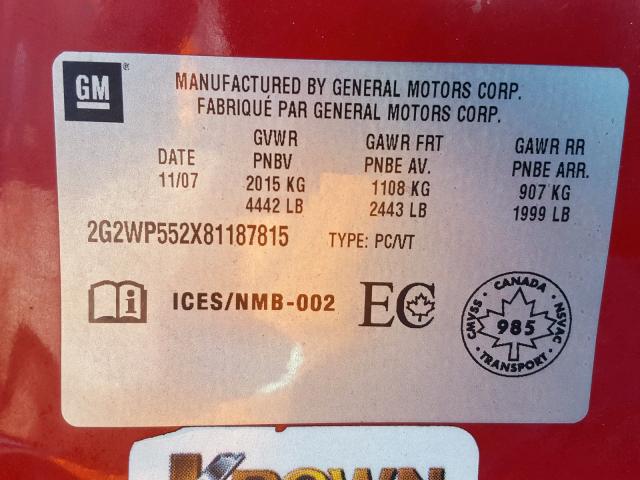 GM
MANUFACTURED BY GENERAL MOTORS CORP.
FABRIQUÉ PAR GENERAL MOTORS CORP.
DATE
11/07
GVWR
PNBV
2015 KG
4442 LB
GAWR FRT
PNBE AV.
1108 KG
2443 LB
GAWR RR
PNBE ARR.
907 KG
1999 LB
2G2WP552X81187815
TYPE: PC/VT
i
ICES/NMB-002
EC
• CANADA •
CMVSS
NSVAC
985
• TRANSPORT •
KROWN